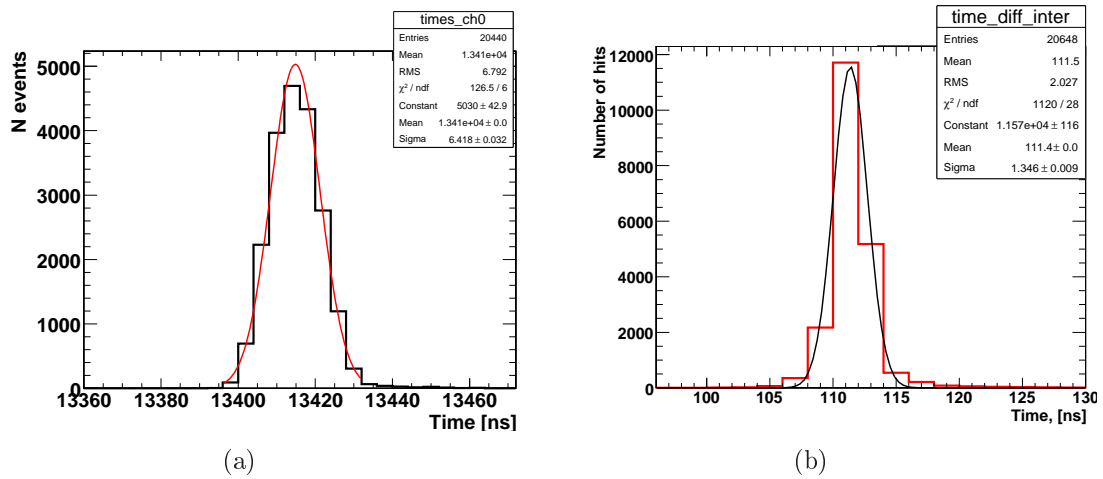 times_ch0
Entries 20440
Mean 1.341e+04
RMS 6.792
χ² / ndf 126.5 / 6
Constant 5030 ± 42.9
Mean 1.341e+04 ± 0.0
Sigma 6.418 ± 0.032
N events
5000
4000
3000
2000
1000
0
13360 13380 13400 13420 13440 13460
Time [ns]
(a)
time_diff_inter
Entries 20648
Mean 111.5
RMS 2.027
χ² / ndf 1120 / 28
Constant 1.157e+04 ± 116
Mean 111.4 ± 0.0
Sigma 1.346 ± 0.009
Number of hits
12000
10000
8000
6000
4000
2000
0
100 105 110 115 120 125 130
Time, [ns]
(b)